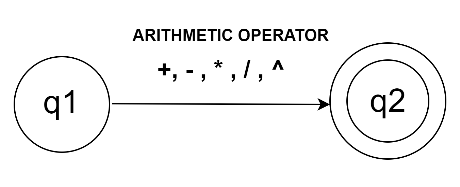 ARITHMETIC OPERATOR
+, - , * , / , ^
q1
q2